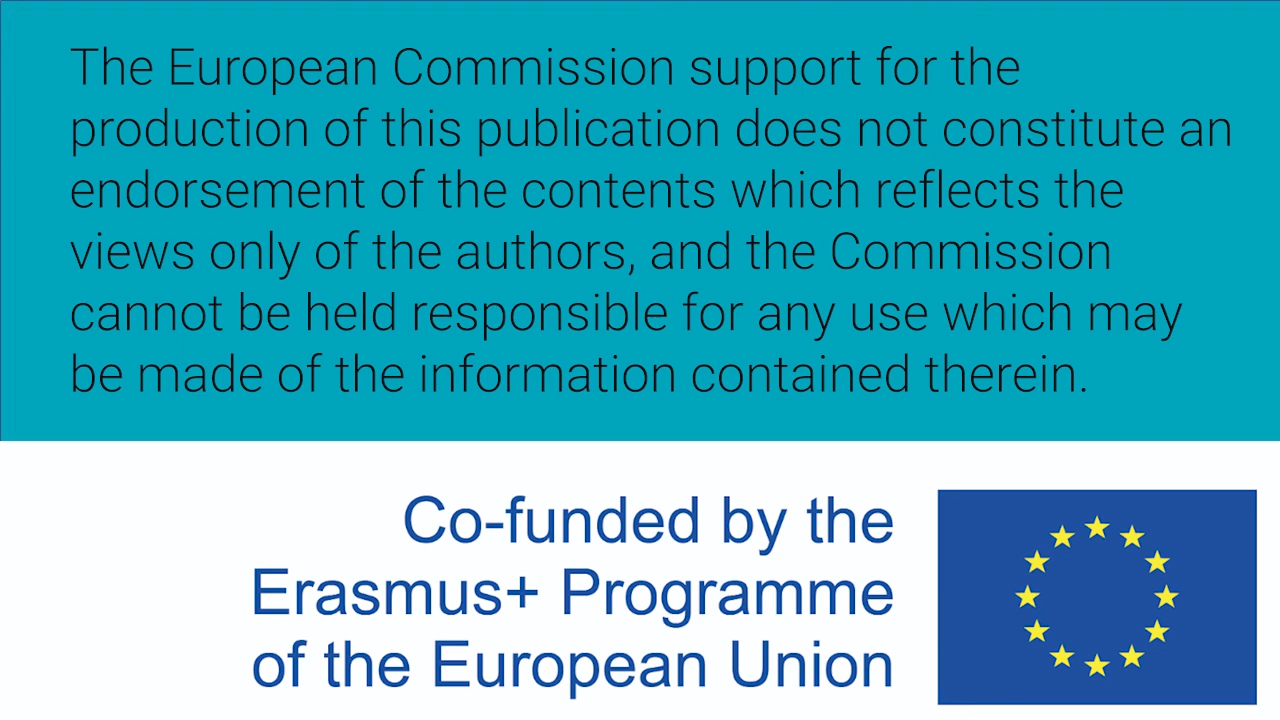 The European Commission support for the
production of this publication does not constitute an
endorsement of the contents which reflects the
views only of the authors, and the Commission
cannot be held responsible for any use which may
be made of the information contained therein.
Co-funded by the
Erasmus+ Programme
of the European Union